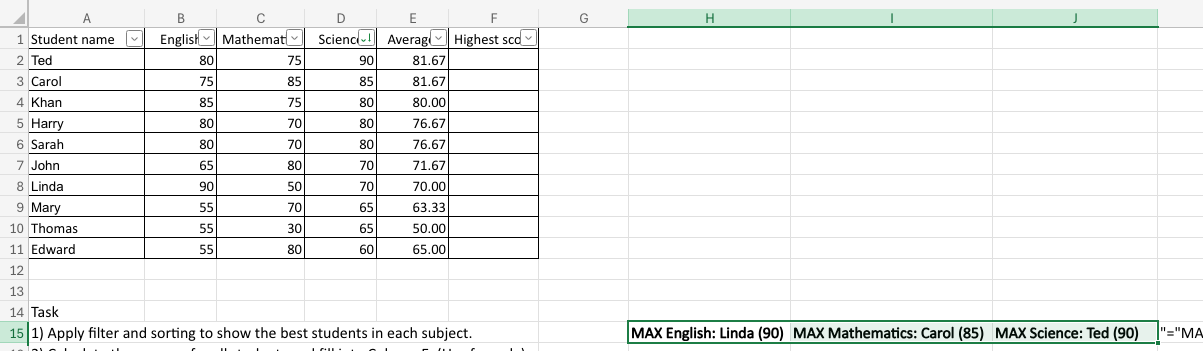 A B C D E F G H I J
1 Student name English Mathemat Science Average Highest sco
2 Ted 80 75 90 81.67
3 Carol 75 85 85 81.67
4 Khan 85 75 80 80.00
5 Harry 80 70 80 76.67
6 Sarah 80 70 80 76.67
7 John 65 80 70 71.67
8 Linda 90 50 70 70.00
9 Mary 55 70 65 63.33
10 Thomas 55 30 65 50.00
11 Edward 55 80 60 65.00
12
13
14 Task
15 1) Apply filter and sorting to show the best students in each subject. MAX English: Linda (90) MAX Mathematics: Carol (85) MAX Science: Ted (90) "="MA